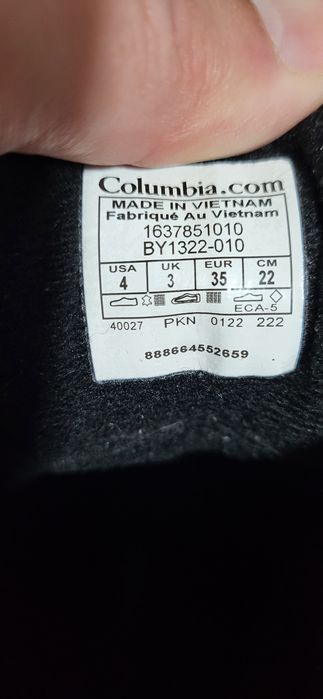 Columbia.com
MADE IN VIETNAM
Fabriqué Au Vietnam
1637851010
BY1322-010
USA UK EUR CM
4 3 35 22
ECA-5
40027 PKN 0122 222
888664552659